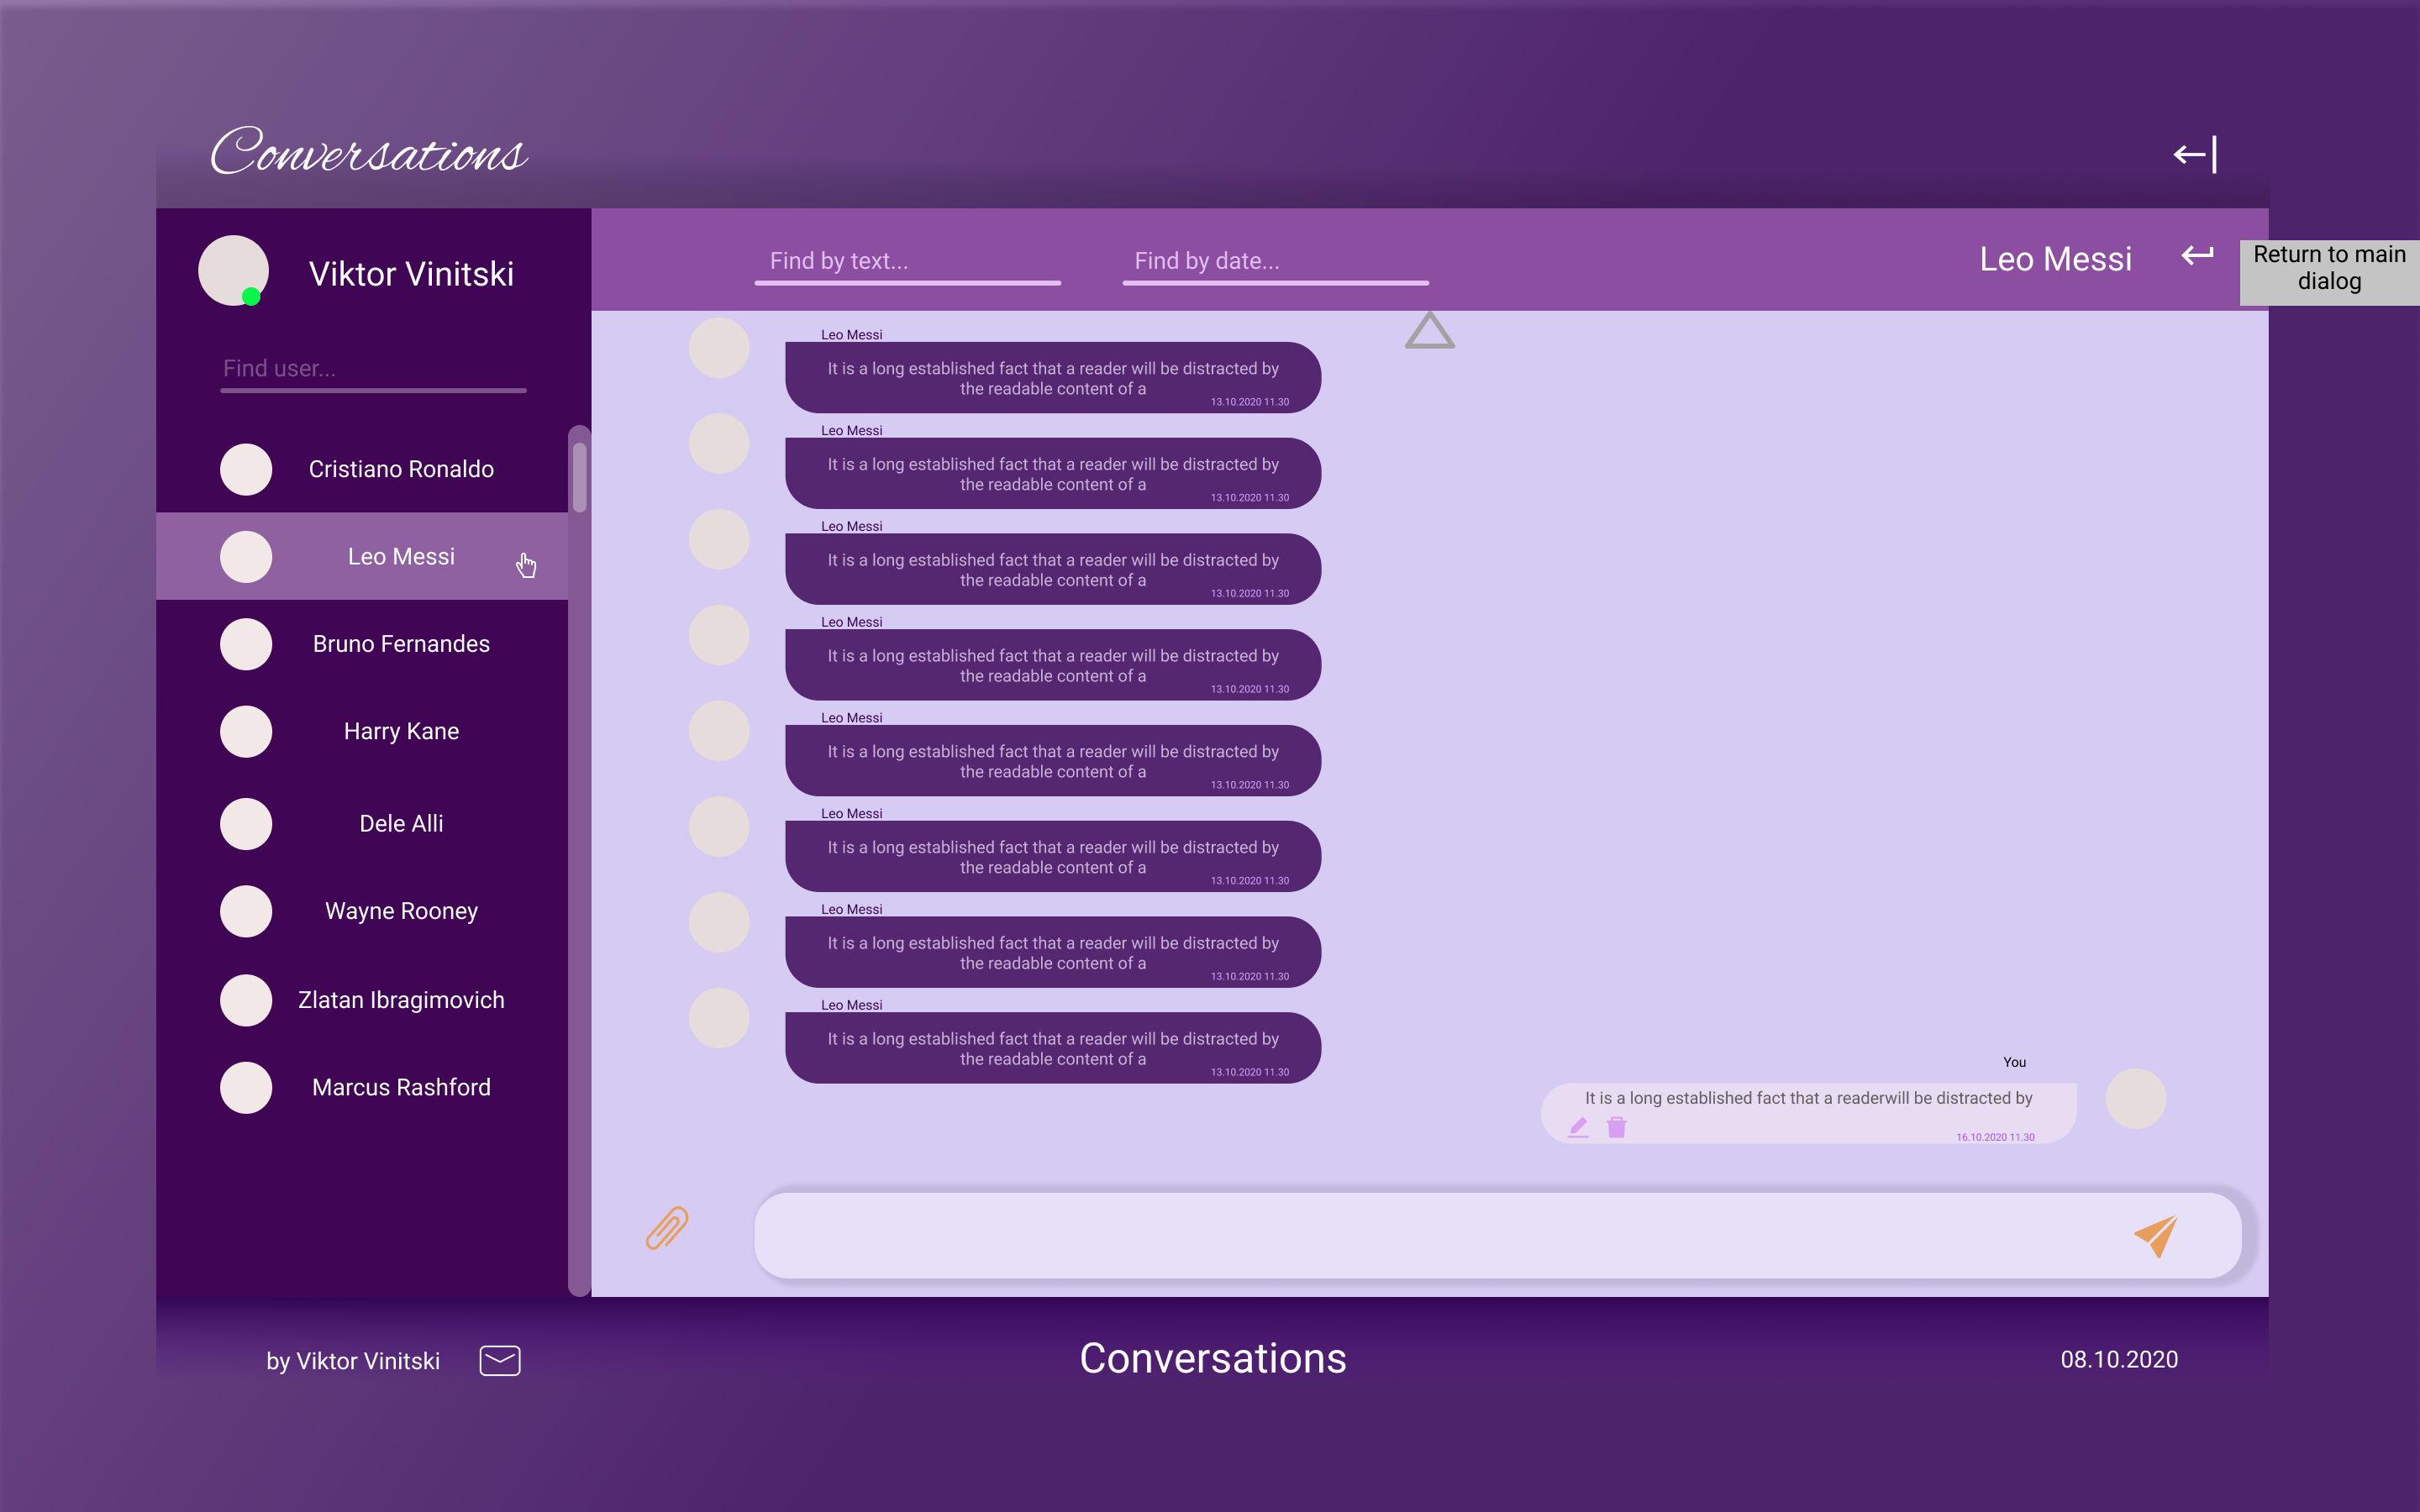 Conversations
Viktor Vinitski
Find by text...
Find by date...
Leo Messi
Return to main
dialog
Find user...
Cristiano Ronaldo
Leo Messi
Bruno Fernandes
Harry Kane
Dele Alli
Wayne Rooney
Zlatan Ibragimovich
Marcus Rashford
Leo Messi
It is a long established fact that a reader will be distracted by
the readable content of a
13.10.2020 11.30
Leo Messi
It is a long established fact that a reader will be distracted by
the readable content of a
13.10.2020 11.30
Leo Messi
It is a long established fact that a reader will be distracted by
the readable content of a
13.10.2020 11.30
Leo Messi
It is a long established fact that a reader will be distracted by
the readable content of a
13.10.2020 11.30
Leo Messi
It is a long established fact that a reader will be distracted by
the readable content of a
13.10.2020 11.30
Leo Messi
It is a long established fact that a reader will be distracted by
the readable content of a
13.10.2020 11.30
Leo Messi
It is a long established fact that a reader will be distracted by
the readable content of a
13.10.2020 11.30
Leo Messi
It is a long established fact that a reader will be distracted by
the readable content of a
13.10.2020 11.30
You
It is a long established fact that a readerwill be distracted by
16.10.2020 11.30
by Viktor Vinitski
Conversations
08.10.2020